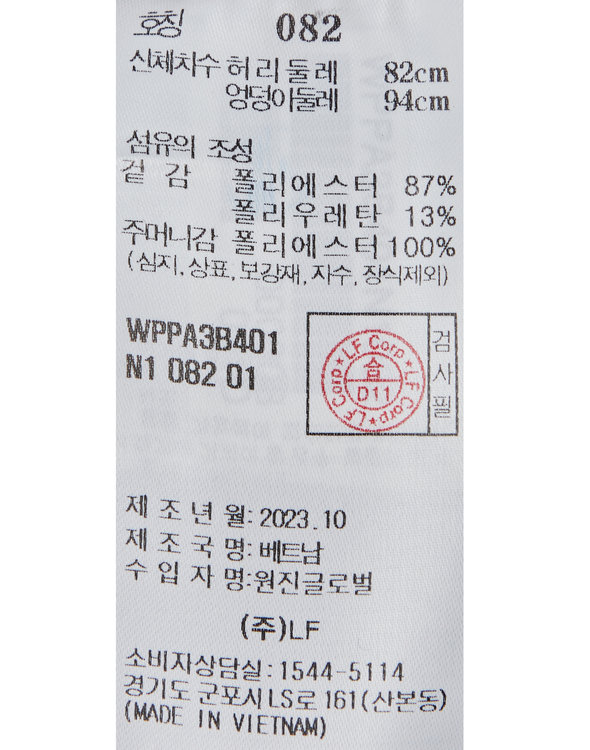 호칭 082
신체치수 허리둘레 82cm
엉덩이둘레 94cm
섬유의 조성
겉감 폴리에스터 87%
폴리우레탄 13%
주머니감 폴리에스터 100%
(심지, 상표, 보강재, 자수, 장식제외)
WPPA3B401
N1 082 01
LF Corp ★ LF Corp ★ LF Corp ★
合
D11
검사필
제조년월: 2023.10
제조국명: 베트남
수입자명: 원진글로벌
(주)LF
소비자상담실: 1544-5114
경기도 군포시 LS로 161(산본동)
(MADE IN VIETNAM)